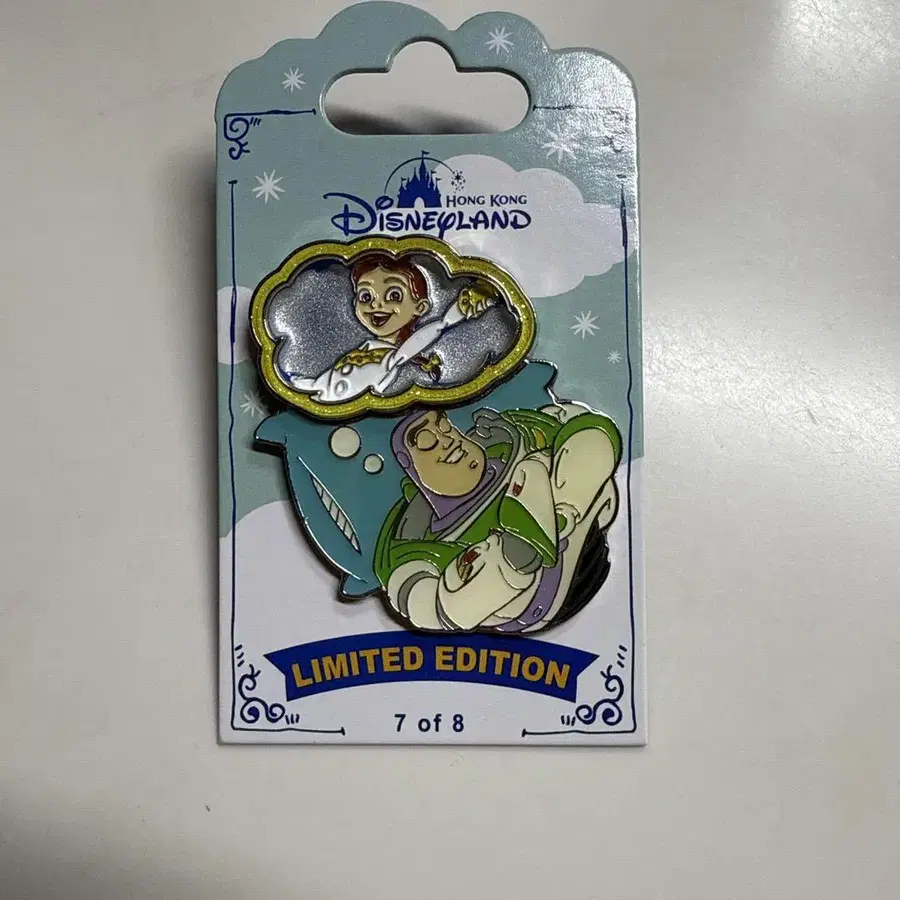 HONG KONG
DISNEYLAND
LIMITED EDITION
7 of 8